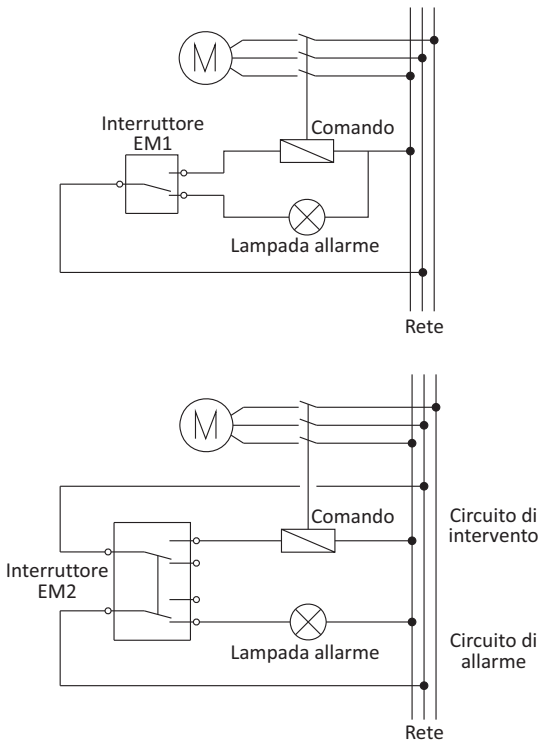 M
Interruttore
EM1
Comando
Lampada allarme
Rete
M
Comando
Circuito di
intervento
Interruttore
EM2
Lampada allarme
Circuito di
allarme
Rete